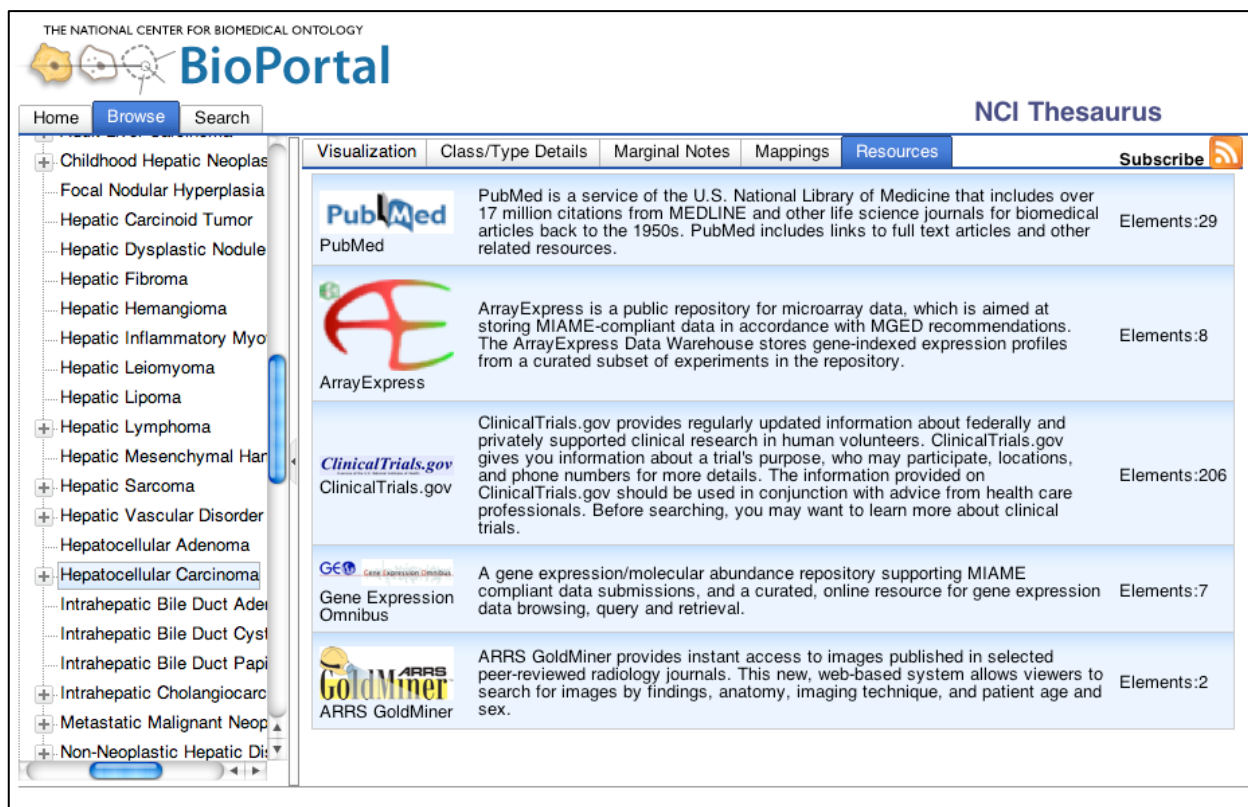 THE NATIONAL CENTER FOR BIOMEDICAL ONTOLOGY
BioPortal
Home Browse Search
NCI Thesaurus
Childhood Hepatic Neoplas
Focal Nodular Hyperplasia
Hepatic Carcinoid Tumor
Hepatic Dysplastic Nodule
Hepatic Fibroma
Hepatic Hemangioma
Hepatic Inflammatory Myo
Hepatic Leiomyoma
Hepatic Lipoma
Hepatic Lymphoma
Hepatic Mesenchymal Har
Hepatic Sarcoma
Hepatic Vascular Disorder
Hepatocellular Adenoma
Hepatocellular Carcinoma
Intrahepatic Bile Duct Ader
Intrahepatic Bile Duct Cyst
Intrahepatic Bile Duct Papi
Intrahepatic Cholangiocarc
Metastatic Malignant Neop
Non-Neoplastic Hepatic Dis
Visualization Class/Type Details Marginal Notes Mappings Resources
Subscribe
PubMed
PubMed
PubMed is a service of the U.S. National Library of Medicine that includes over
17 million citations from MEDLINE and other life science journals for biomedical
articles back to the 1950s. PubMed includes links to full text articles and other
related resources.
Elements:29
ArrayExpress
ArrayExpress is a public repository for microarray data, which is aimed at
storing MIAME-compliant data in accordance with MGED recommendations.
The ArrayExpress Data Warehouse stores gene-indexed expression profiles
from a curated subset of experiments in the repository.
Elements:8
ClinicalTrials.gov
ClinicalTrials.gov
ClinicalTrials.gov provides regularly updated information about federally and
privately supported clinical research in human volunteers. ClinicalTrials.gov
gives you information about a trial's purpose, who may participate, locations,
and phone numbers for more details. The information provided on
ClinicalTrials.gov should be used in conjunction with advice from health care
professionals. Before searching, you may want to learn more about clinical
trials.
Elements:206
GEO Gene Expression Omnibus
Gene Expression
Omnibus
A gene expression/molecular abundance repository supporting MIAME
compliant data submissions, and a curated, online resource for gene expression
data browsing, query and retrieval.
Elements:7
ARRS
GoldMiner
ARRS GoldMiner
ARRS GoldMiner provides instant access to images published in selected
peer-reviewed radiology journals. This new, web-based system allows viewers to
search for images by findings, anatomy, imaging technique, and patient age and
sex.
Elements:2